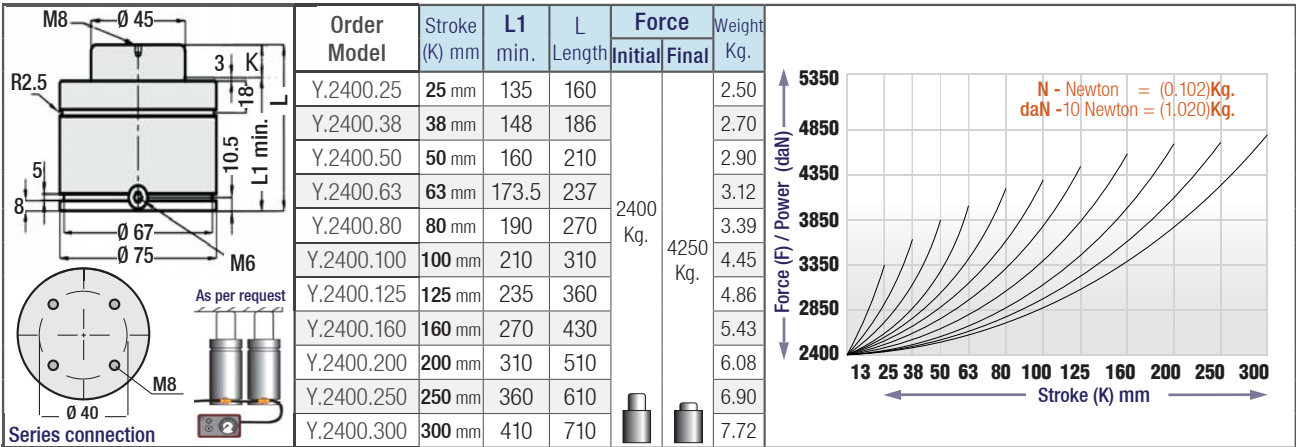 M8
Ø 45
3
K
R2.5
18
L
L1 min.
10.5
5
8
Ø 67
Ø 75
M6
As per request
M8
Ø 40
Series connection
Order Model Stroke (K) mm L1 min. L Length Force Initial Final Weight Kg.
Y.2400.25 25 mm 135 160 2.50
Y.2400.38 38 mm 148 186 2.70
Y.2400.50 50 mm 160 210 2.90
Y.2400.63 63 mm 173.5 237 3.12
Y.2400.80 80 mm 190 270 3.39
Y.2400.100 100 mm 210 310 4.45
Y.2400.125 125 mm 235 360 4.86
Y.2400.160 160 mm 270 430 5.43
Y.2400.200 200 mm 310 510 6.08
Y.2400.250 250 mm 360 610 6.90
Y.2400.300 300 mm 410 710 7.72
2400 Kg.
4250 Kg.
N - Newton = (0.102)Kg.
daN -10 Newton = (1.020)Kg.
Force (F) / Power (daN)
5350
4850
4350
3850
3350
2850
2400
13 25 38 50 63 80 100 125 160 200 250 300
Stroke (K) mm